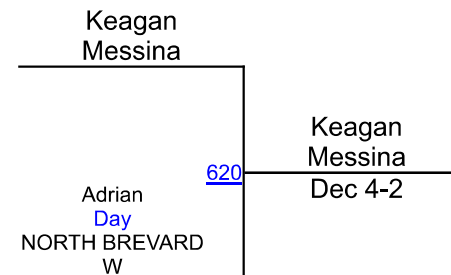 Keagan
Messina
Keagan
Messina
620
Dec 4-2
Adrian
Day
NORTH BREVARD
W